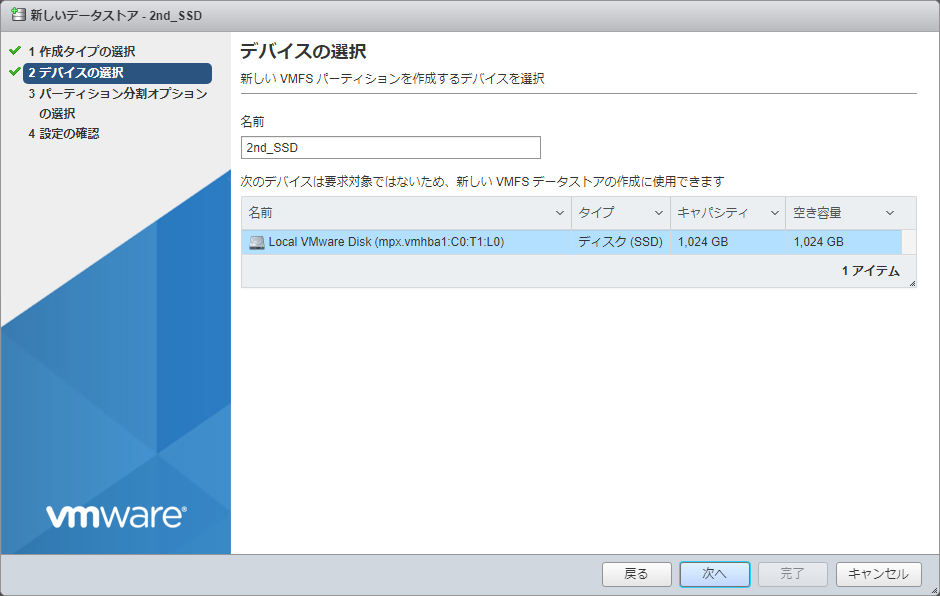 新しいデータストア - 2nd_SSD
1 作成タイプの選択
2 デバイスの選択
3 パーティション分割オプション
の選択
4 設定の確認
vmware®
デバイスの選択
新しい VMFS パーティションを作成するデバイスを選択
名前
2nd_SSD
次のデバイスは要求対象ではないため、新しい VMFS データストアの作成に使用できます
名前 タイプ キャパシティ 空き容量
Local VMware Disk (mpx.vmhba1:C0:T1:L0) ディスク (SSD) 1,024 GB 1,024 GB
1 アイテム
戻る 次へ 完了 キャンセル